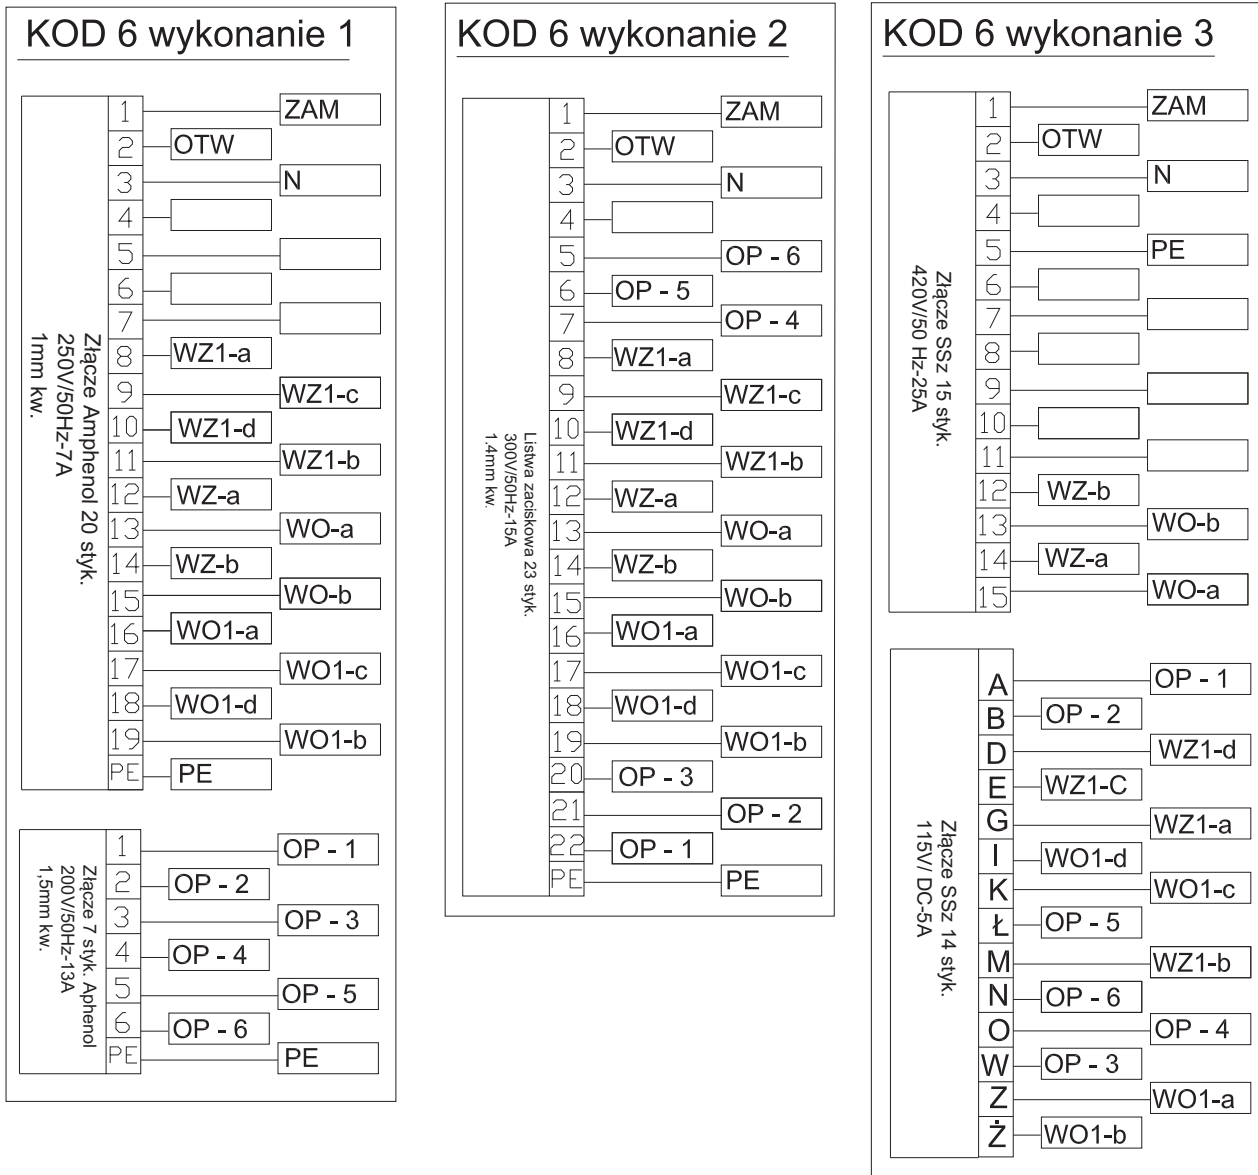 KOD 6 wykonanie 1
Złącze Amphenol 20 styk.
250V/50Hz-7A
1mm kw.
1 ZAM
2 OTW
3 N
4
5
6
7
8 WZ1-a
9 WZ1-c
10 WZ1-d
11 WZ1-b
12 WZ-a
13 WO-a
14 WZ-b
15 WO-b
16 WO1-a
17 WO1-c
18 WO1-d
19 WO1-b
PE PE
Złącze 7 styk. Aphenol
200V/50Hz-13A
1,5mm kw.
1 OP - 1
2 OP - 2
3 OP - 3
4 OP - 4
5 OP - 5
6 OP - 6
PE PE
KOD 6 wykonanie 2
Listwa zaciskowa 23 styk.
300V/50Hz-15A
1.4mm kw.
1 ZAM
2 OTW
3 N
4
5 OP - 6
6 OP - 5
7 OP - 4
8 WZ1-a
9 WZ1-c
10 WZ1-d
11 WZ1-b
12 WZ-a
13 WO-a
14 WZ-b
15 WO-b
16 WO1-a
17 WO1-c
18 WO1-d
19 WO1-b
20 OP - 3
21 OP - 2
22 OP - 1
PE PE
KOD 6 wykonanie 3
Złącze SSz 15 styk.
420V/50 Hz-25A
1 ZAM
2 OTW
3 N
4
5 PE
6
7
8
9
10
11
12 WZ-b
13 WO-b
14 WZ-a
15 WO-a
Złącze SSz 14 styk.
115V/ DC-5A
A OP - 1
B OP - 2
D WZ1-d
E WZ1-C
G WZ1-a
I WO1-d
K WO1-c
Ł OP - 5
M WZ1-b
N OP - 6
O OP - 4
W OP - 3
Z WO1-a
Ż WO1-b